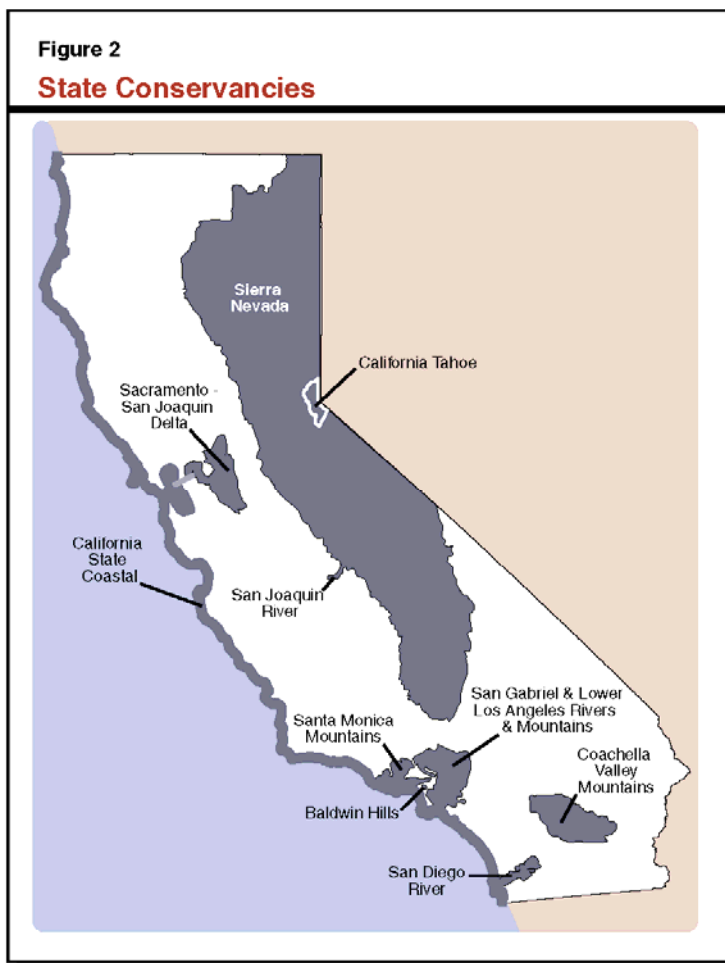 Figure 2
State Conservancies
Sierra
Nevada
California Tahoe
Sacramento -
San Joaquin
Delta
California
State
Coastal
San Joaquin
River
San Gabriel & Lower
Los Angeles Rivers
& Mountains
Santa Monica
Mountains
Coachella
Valley
Mountains
Baldwin Hills
San Diego
River